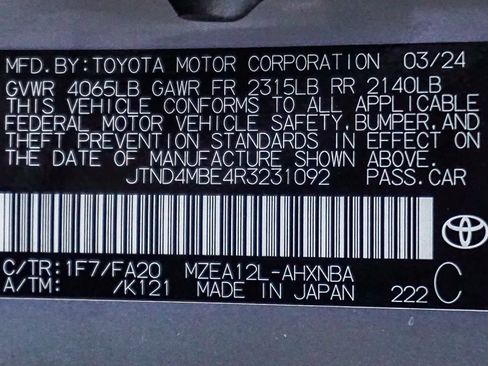 MFD.BY:TOYOTA MOTOR CORPORATION 03/24
GVWR 4065LB GAWR FR 2315LB RR 2140LB
THIS VEHICLE CONFORMS TO ALL APPLICABLE
FEDERAL MOTOR VEHICLE SAFETY, BUMPER, AND
THEFT PREVENTION STANDARDS IN EFFECT ON
THE DATE OF MANUFACTURE SHOWN ABOVE.
JTND4MBE4R3231092 PASS.CAR
C/TR:1F7/FA20 MZEA12L-AHXNBA
A/TM: /K121 MADE IN JAPAN 222 C